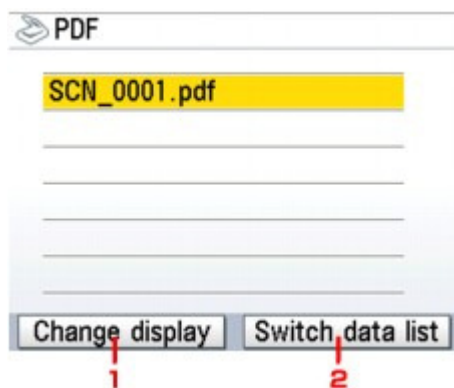 PDF
SCN_0001.pdf
Change display Switch data list
1 2